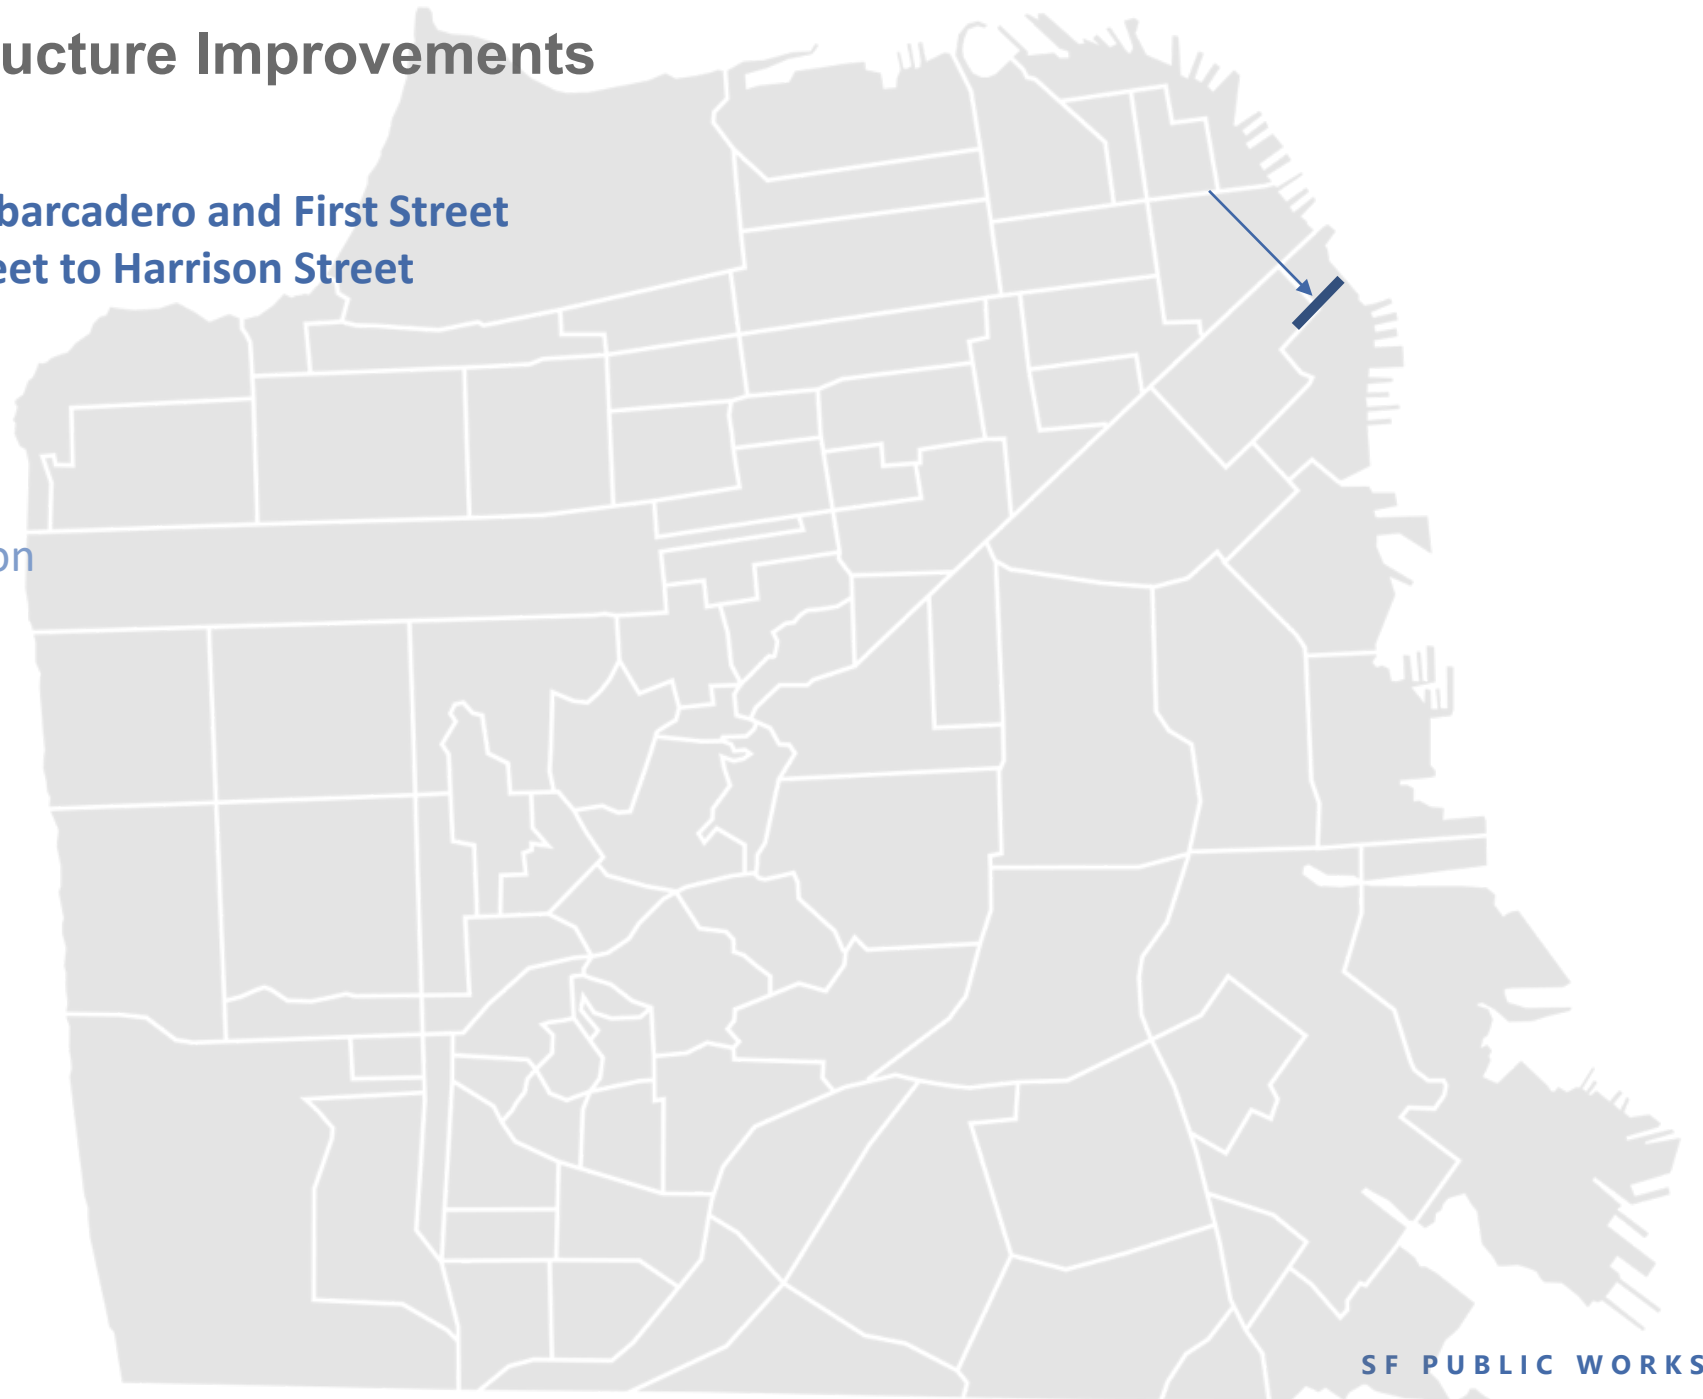 ucture Improvements
barcadero and First Street
eet to Harrison Street
on
SF PUBLIC WORKS